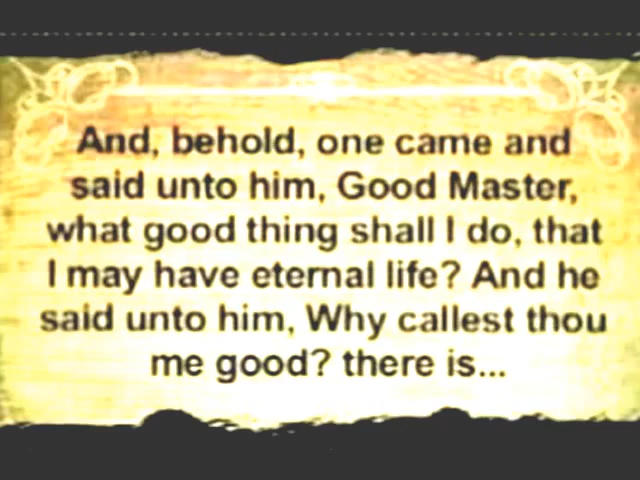 And, behold, one came and
said unto him, Good Master,
what good thing shall I do, that
I may have eternal life? And he
said unto him, Why callest thou
me good? there is...